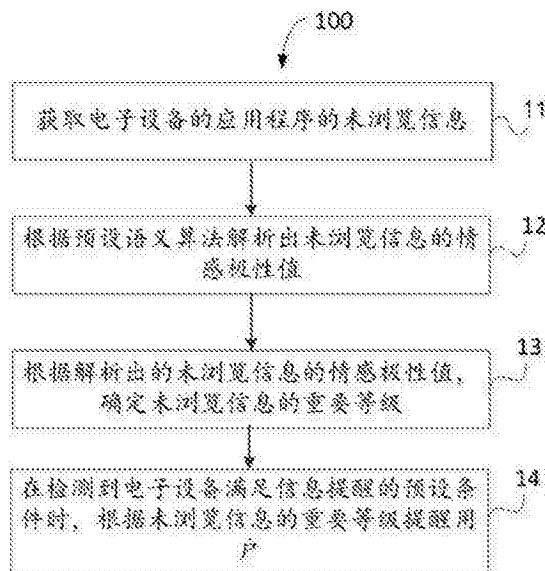 100
获取电子设备的应用程序的未浏览信息
11
根据预设语义算法解析出未浏览信息的情
感极性值
12
根据解析出的未浏览信息的情感极性值,
确定未浏览信息的重要等级
13
在检测到电子设备满足信息提醒的预设条
件时,根据未浏览信息的重要等级提醒用
户
14